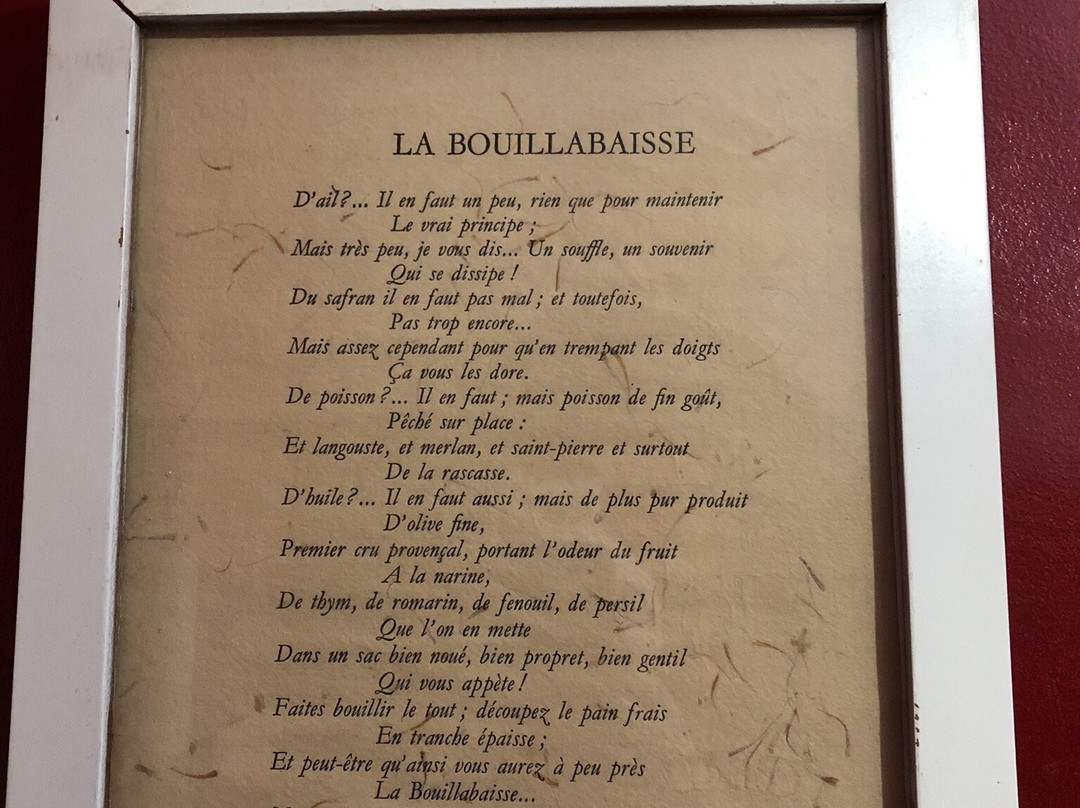 LA BOUILLABAISSE
D'ail?... Il en faut un peu, rien que pour maintenir
Le vrai principe ;
Mais très peu, je vous dis... Un souffle, un souvenir
Qui se dissipe !
Du safran il en faut pas mal ; et toutefois,
Pas trop encore...
Mais assez cependant pour qu'en trempant les doigts
Ça vous les dore.
De poisson ?... Il en faut ; mais poisson de fin goût,
Pêché sur place :
Et langouste, et merlan, et saint-pierre et surtout
De la rascasse.
D'huile ?... Il en faut aussi ; mais de plus pur produit
D'olive fine,
Premier cru provençal, portant l'odeur du fruit
A la narine,
De thym, de romarin, de fenouil, de persil
Que l'on en mette
Dans un sac bien noué, bien propret, bien gentil
Qui vous appète !
Faites bouillir le tout ; découpez le pain frais
En tranche épaisse ;
Et peut-être qu'ainsi vous aurez à peu près
La Bouillabaisse...